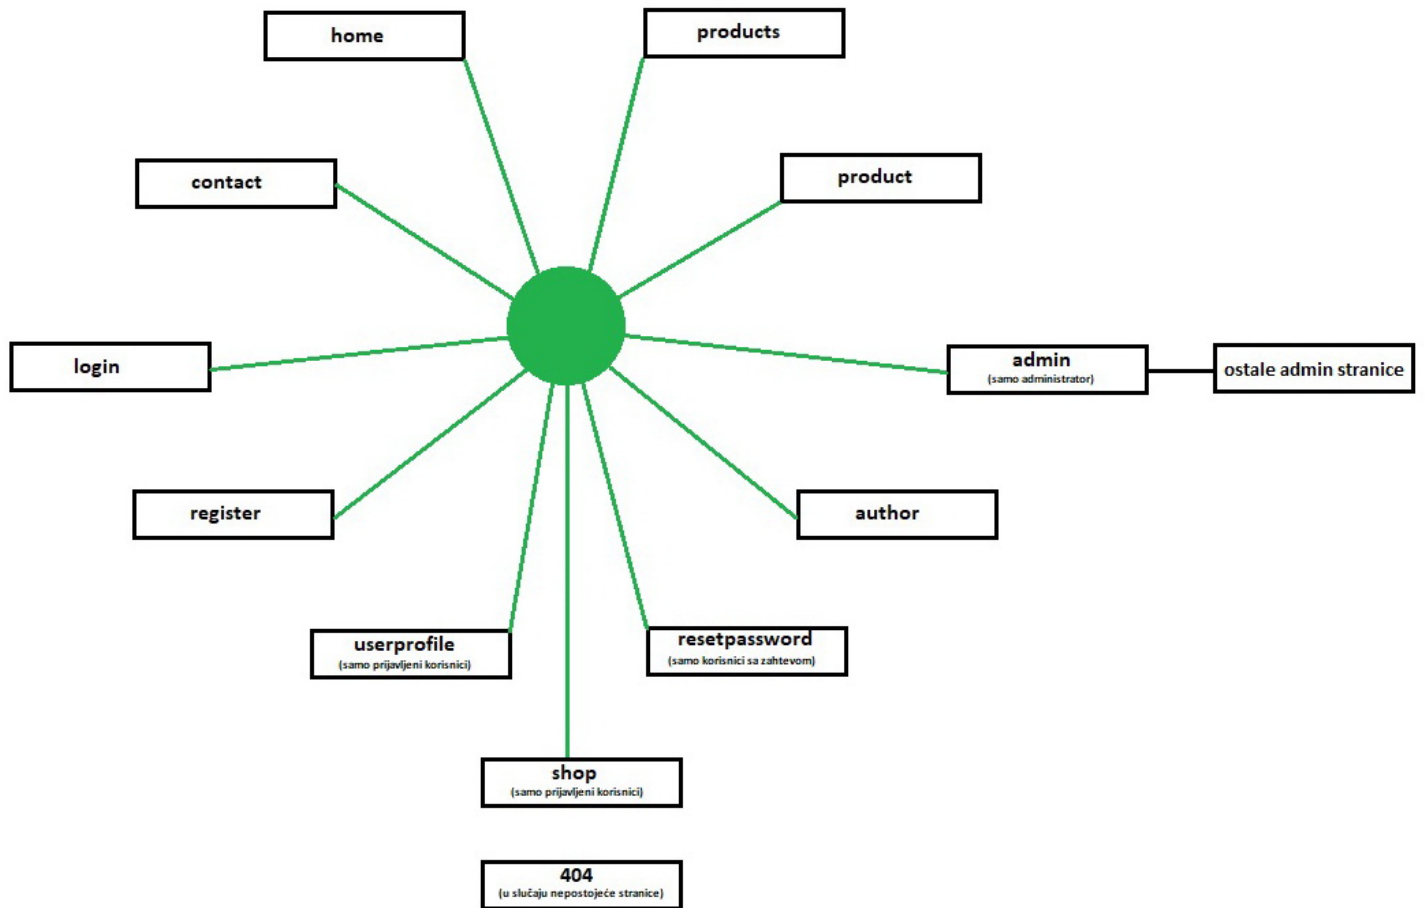 home
products
contact
product
login
admin
(samo administrator)
ostale admin stranice
register
author
userprofile
(samo prijavljeni korisnici)
resetpassword
(samo korisnici sa zahtevom)
shop
(samo prijavljeni korisnici)
404
(u slučaju nepostojeće stranice)